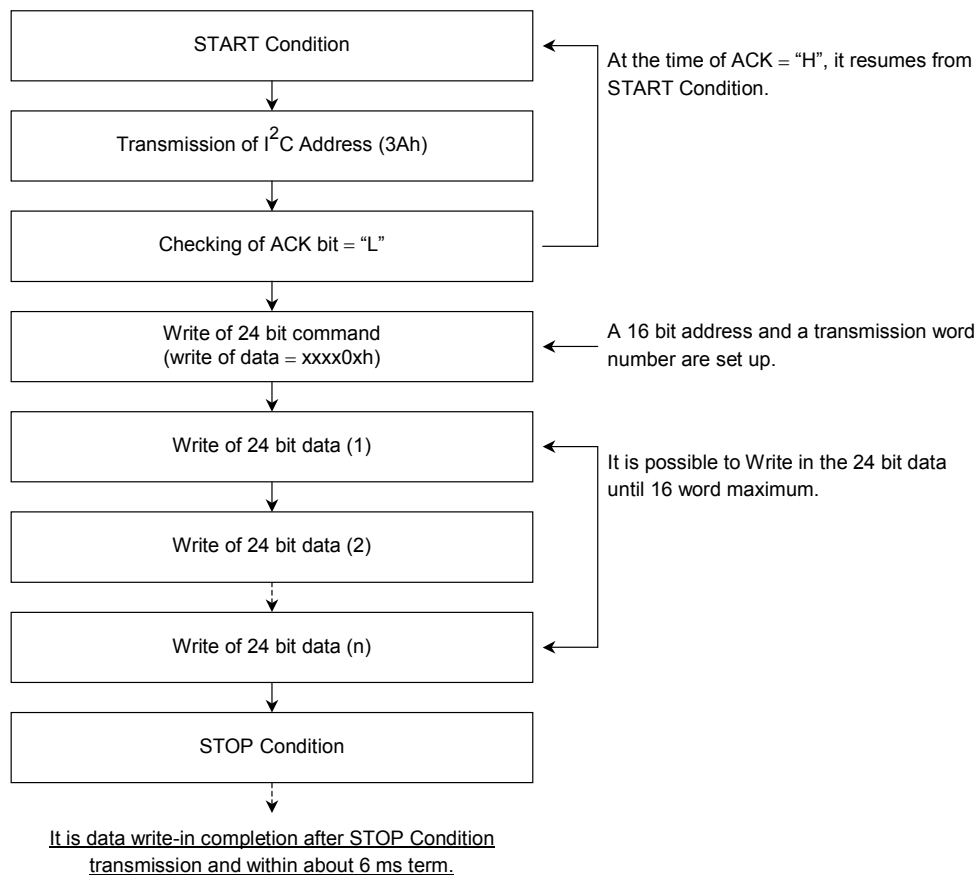 START Condition
At the time of ACK = “H”, it resumes from
START Condition.
Transmission of I²C Address (3Ah)
Checking of ACK bit = “L”
Write of 24 bit command
(write of data = xxxx0xh)
A 16 bit address and a transmission word
number are set up.
Write of 24 bit data (1)
It is possible to Write in the 24 bit data
until 16 word maximum.
Write of 24 bit data (2)
Write of 24 bit data (n)
STOP Condition
It is data write-in completion after STOP Condition
transmission and within about 6 ms term.